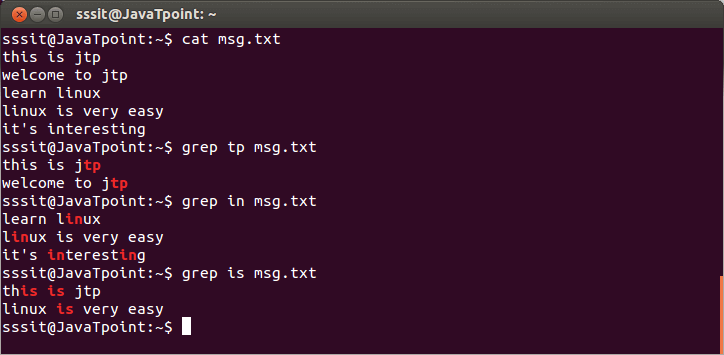 sssit@JavaTpoint: ~
sssit@JavaTpoint:~$ cat msg.txt
this is jtp
welcome to jtp
learn linux
linux is very easy
it's interesting
sssit@JavaTpoint:~$ grep tp msg.txt
this is jtp
welcome to jtp
sssit@JavaTpoint:~$ grep in msg.txt
learn linux
linux is very easy
it's interesting
sssit@JavaTpoint:~$ grep is msg.txt
this is jtp
linux is very easy
sssit@JavaTpoint:~$